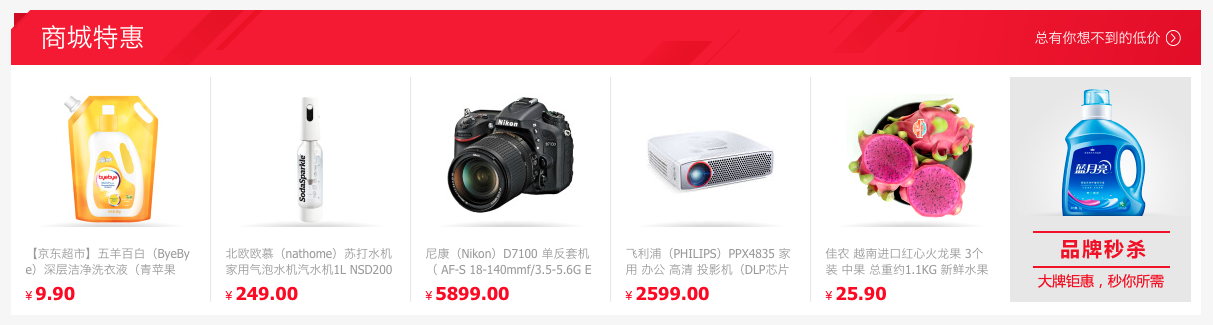 商城特惠
总有你想不到的低价
byebye
SodaSparkle
Nikon
D7100
蓝月亮
【京东超市】五羊百白（ByeBy
e）深层洁净洗衣液（青苹果
¥ 9.90
北欧欧慕（nathome）苏打水机
家用气泡水机汽水机1L NSD200
¥ 249.00
尼康（Nikon）D7100 单反套机
（ AF-S 18-140mmf/3.5-5.6G E
¥ 5899.00
飞利浦（PHILIPS）PPX4835 家
用 办公 高清 投影机（DLP芯片
¥ 2599.00
佳农 越南进口红心火龙果 3个
装 中果 总重约1.1KG 新鲜水果
¥ 25.90
品牌秒杀
大牌钜惠，秒你所需